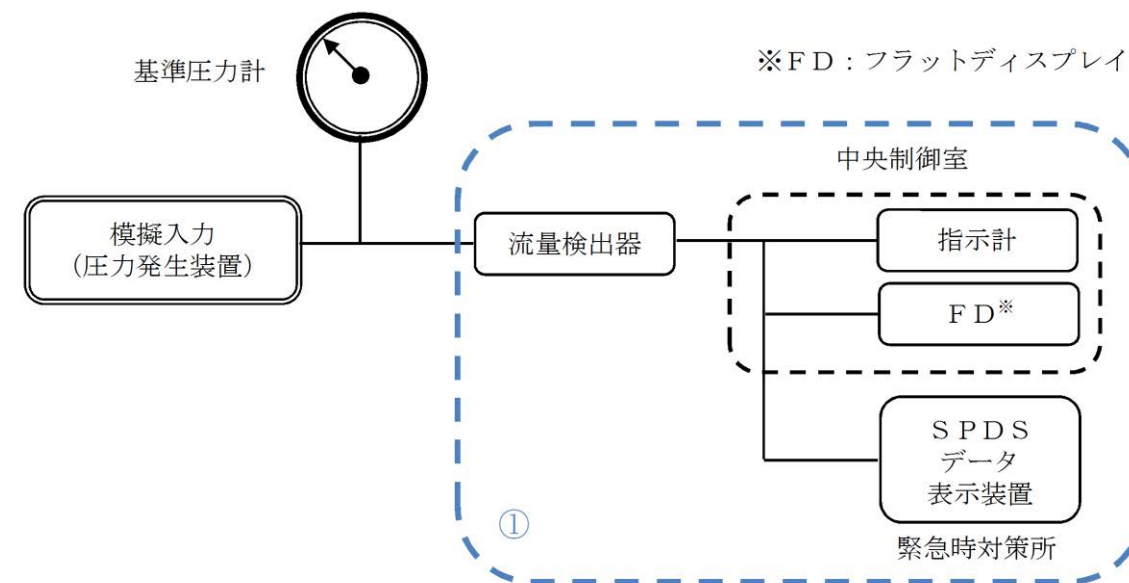 基準圧力計
※ＦＤ：フラットディスプレイ
中央制御室
模擬入力
（圧力発生装置）
流量検出器
指示計
ＦＤ※
ＳＰＤＳ
データ
表示装置
①
緊急時対策所